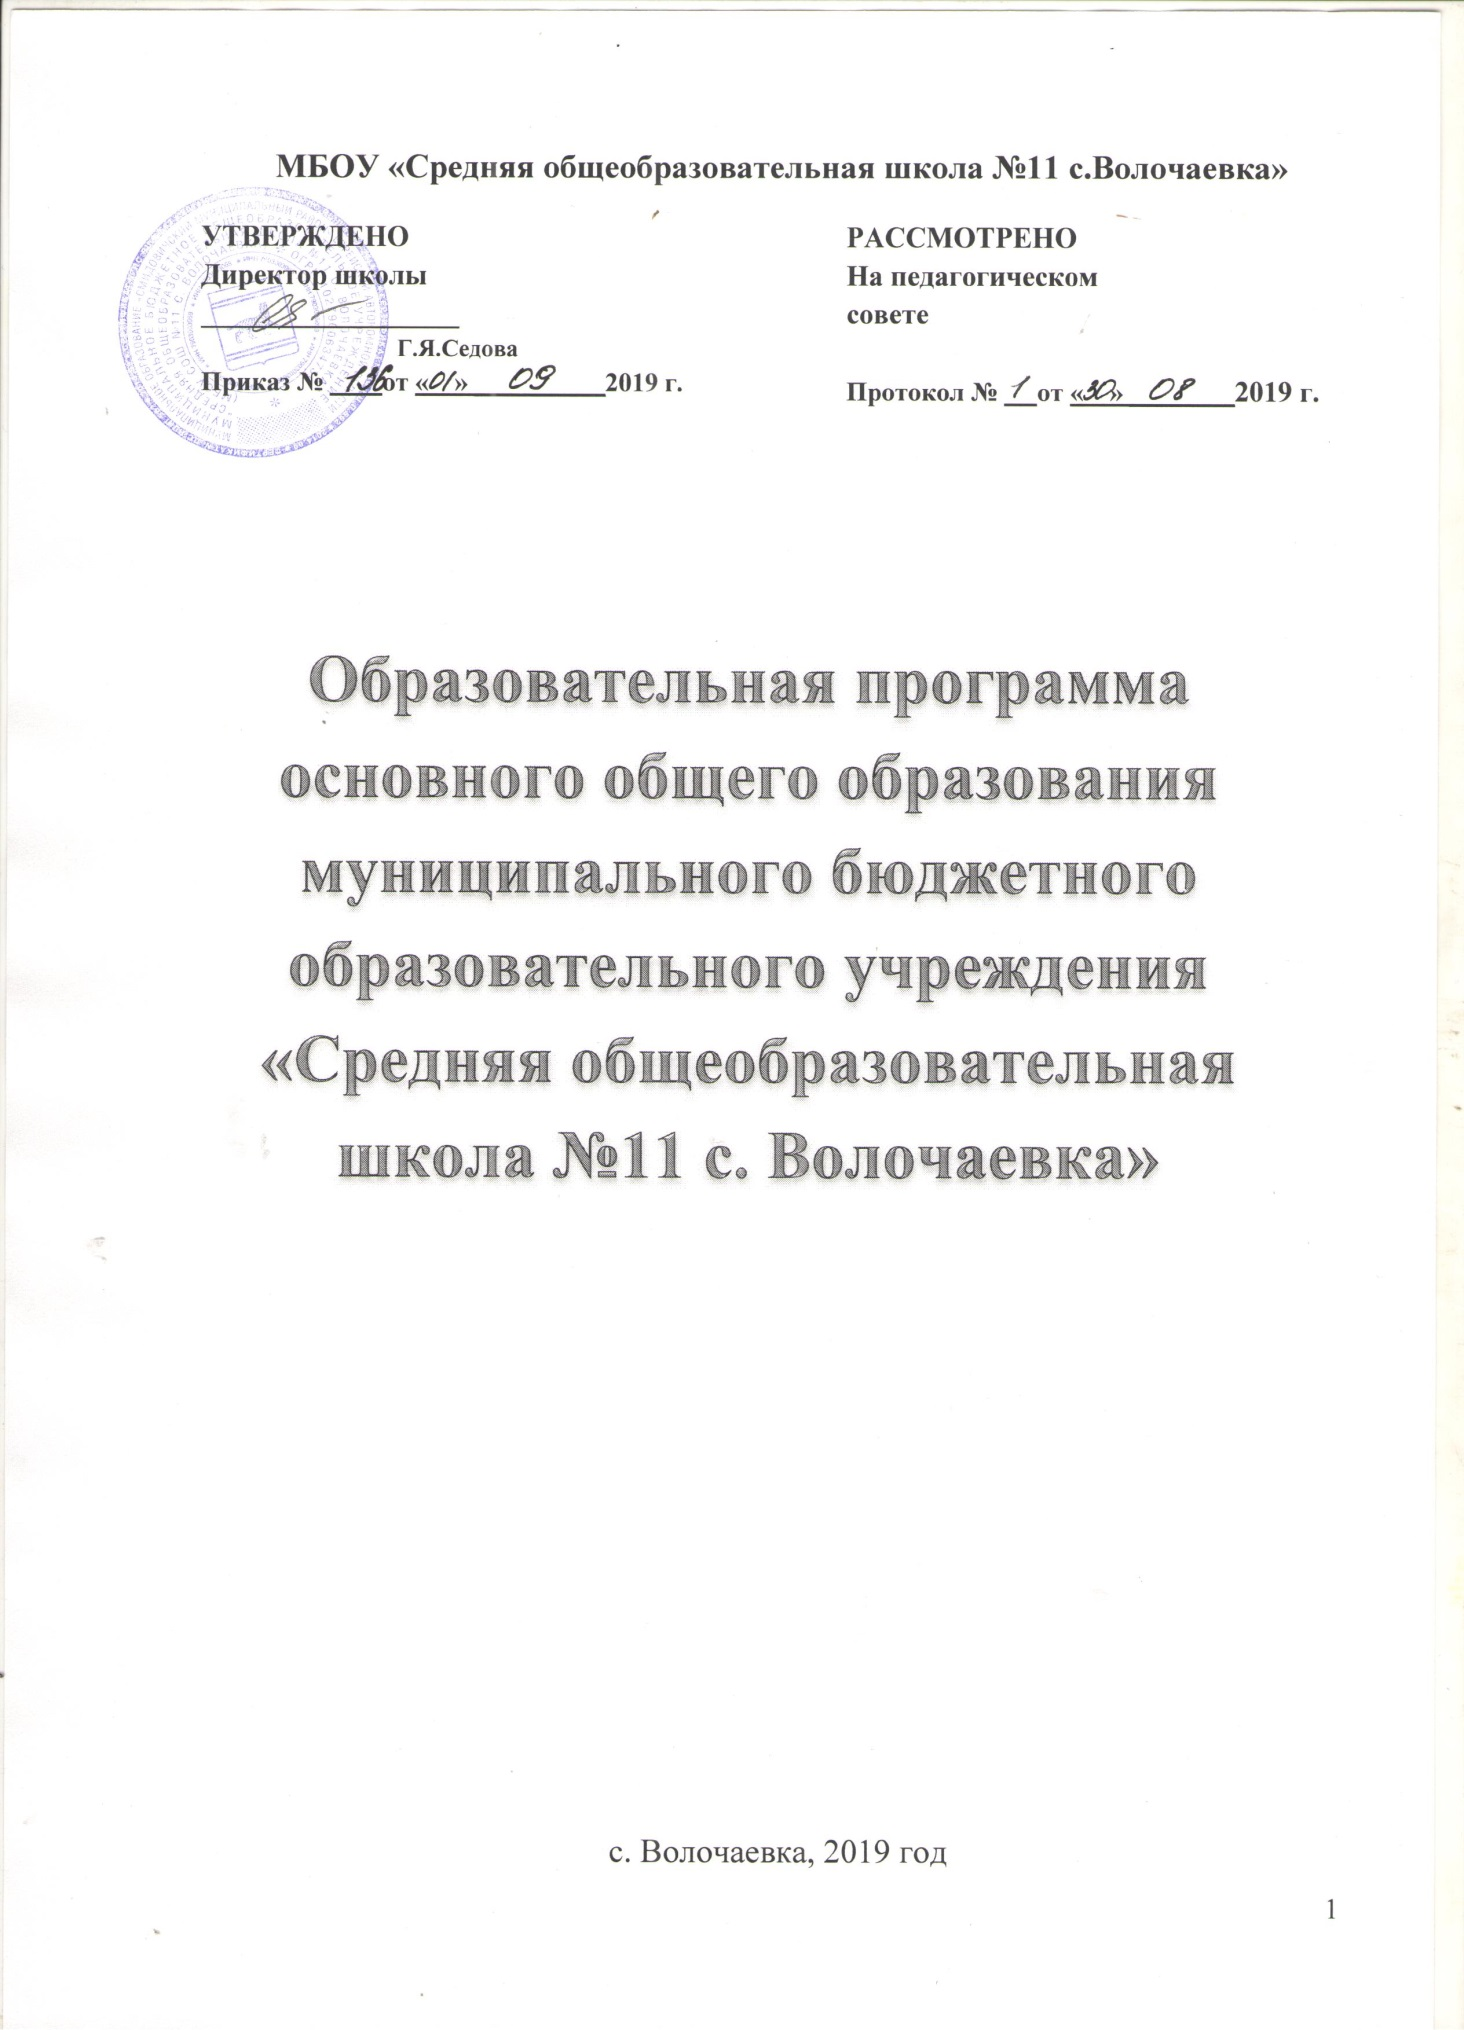 МБОУ «Средняя общеобразовательная школа №11 с.Волочаевка»
УТВЕРЖДЕНО
Директор школы
Г.Я.Седова
Приказ № 136 от «01» 09 2019 г.
РАССМОТРЕНО
На педагогическом
совете
Протокол № 1 от «30» 08 2019 г.
Образовательная программа
основного общего образования
муниципального бюджетного
образовательного учреждения
«Средняя общеобразовательная
школа №11 с. Волочаевка»
с. Волочаевка, 2019 год
1